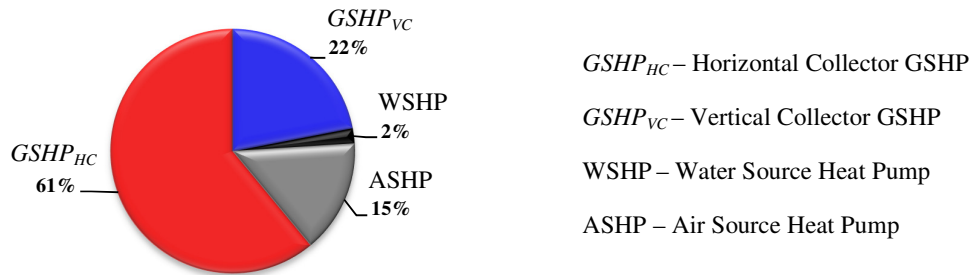 GSHP_VC
22%
WSHP
2%
GSHP_HC
61%
ASHP
15%
GSHP_HC – Horizontal Collector GSHP
GSHP_VC – Vertical Collector GSHP
WSHP – Water Source Heat Pump
ASHP – Air Source Heat Pump